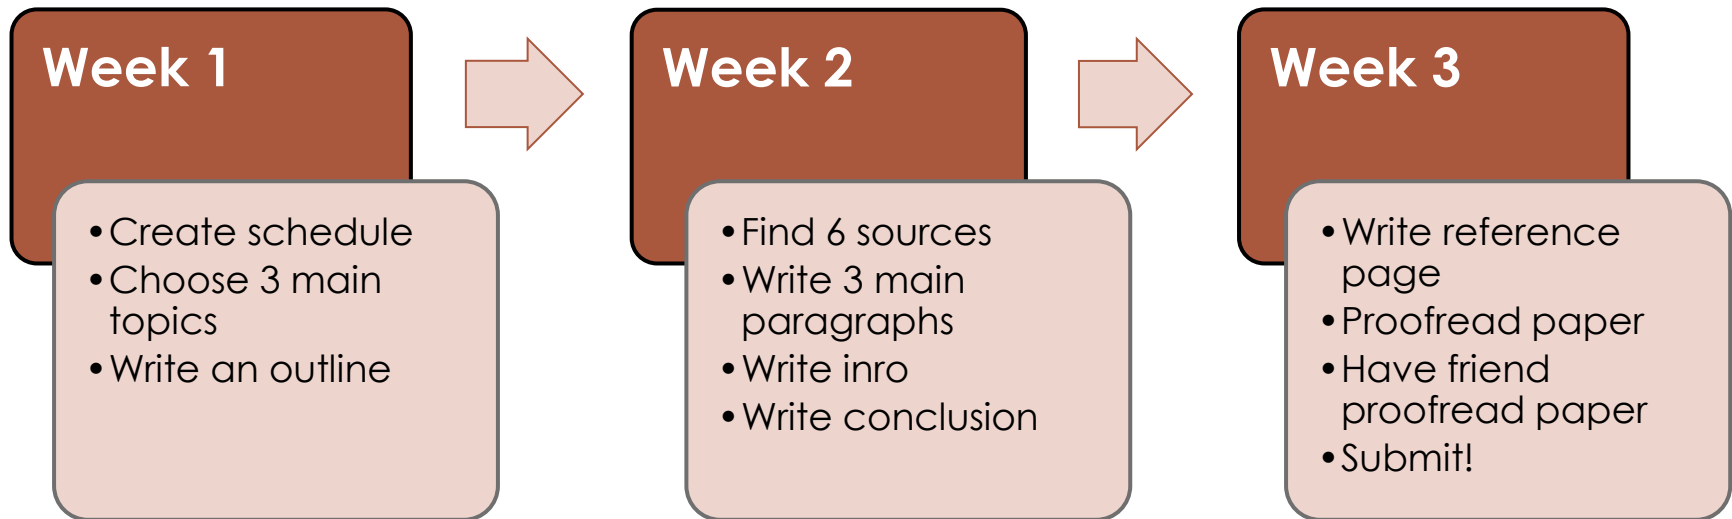 Week 1
• Create schedule
• Choose 3 main
topics
• Write an outline
Week 2
• Find 6 sources
• Write 3 main
paragraphs
• Write inro
• Write conclusion
Week 3
• Write reference
page
• Proofread paper
• Have friend
proofread paper
• Submit!